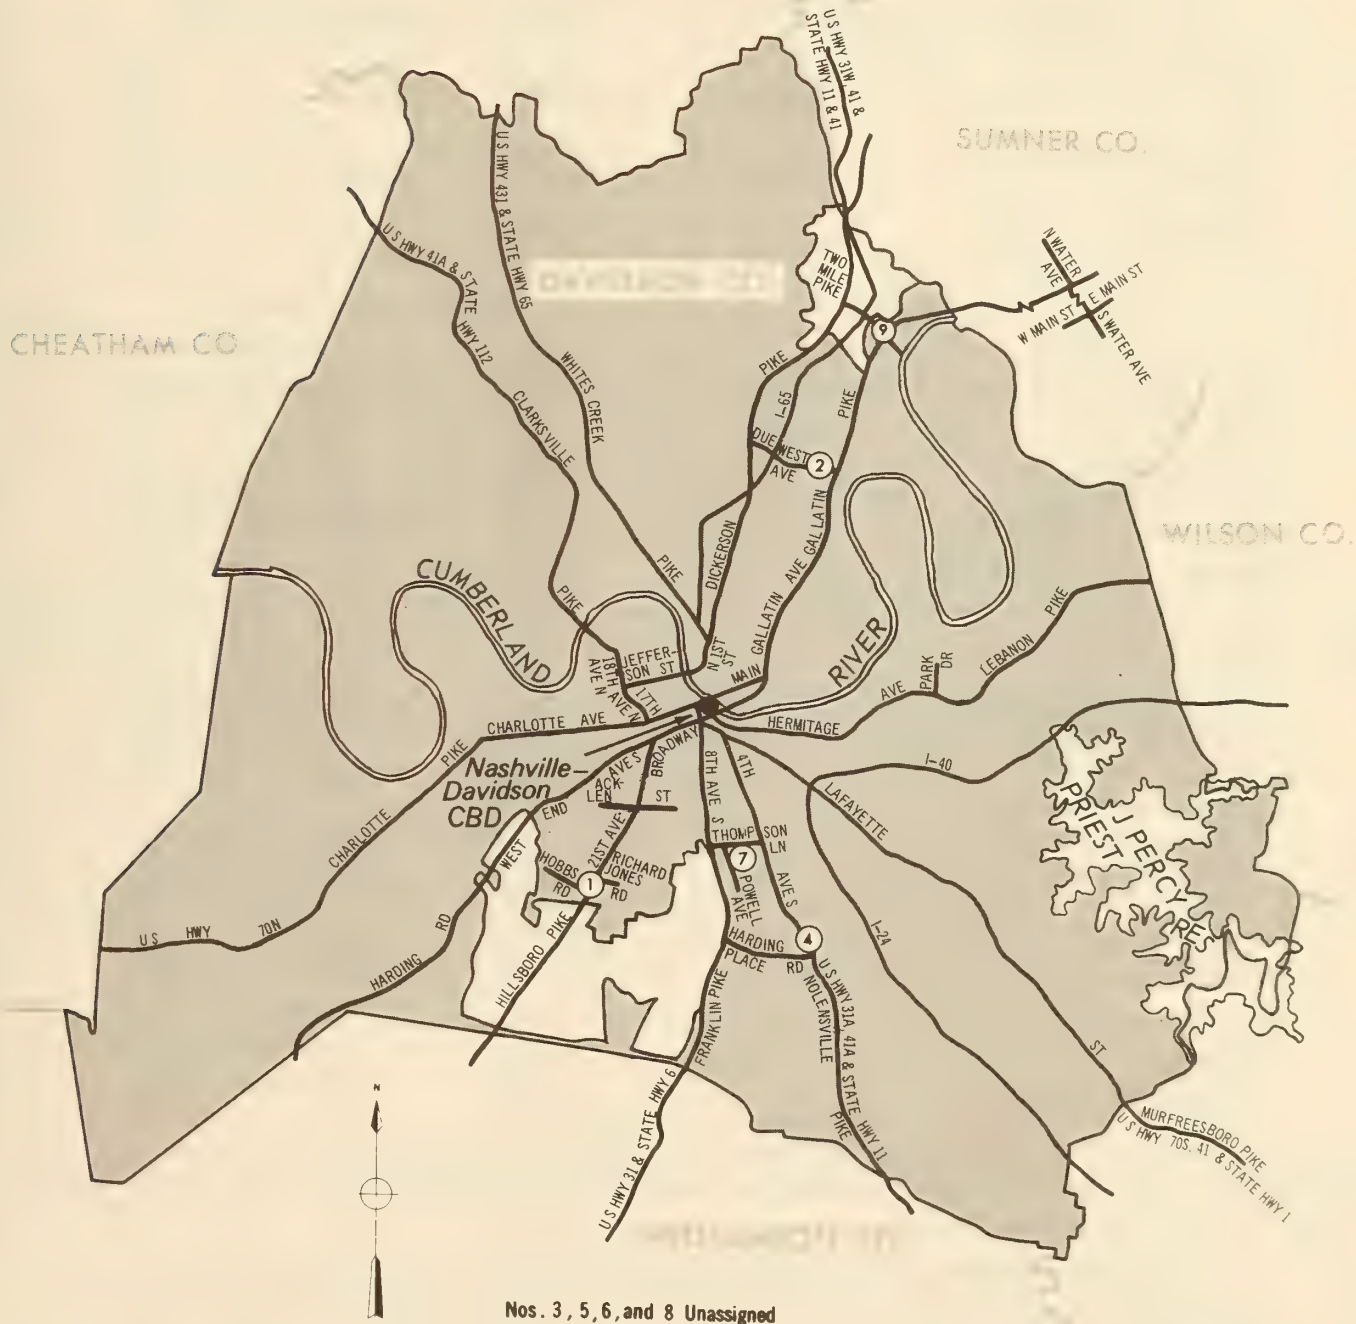 US HWY 31W 41 &
STATE HWY 11 & 41
SUMNER CO.
US HWY 431 & STATE HWY 65
US HWY 41A & STATE HWY 112
DAVIDSON CO.
TWO
MILE
PIKE
N WATER
AVE
E MAIN ST
W MAIN ST
S WATER AVE
9
CHEATHAM CO
WHITES CREEK
PIKE
CLARKSVILLE
PIKE
PIKE
I-65
PIKE
DUE WEST
AVE
2
WILSON CO.
DICKERSON
GALLATIN AVE GALLATIN
CUMBERLAND
RIVER
JEFFER-
SON ST
N 1ST
ST
MAIN
18TH
AVE N
17TH
AVE N
PARK
DR
LEBANON
PIKE
HERMITAGE
AVE
CHARLOTTE AVE
PIKE
CHARLOTTE
BROADWAY
Nashville-
Davidson
CBD
AVE S
ACK-
LEN
ST
8TH AVE S
4TH
AVE S
I-40
LAFAYETTE
ST
J PERCY
PRIEST
RES
WEST
END
21ST AVE
THOMPSON
LN
7
POWELL
AVE
HOBBS
RD
RICHARD
JONES
RD
1
US HWY 70N
HARDING
RD
HILLSBORO PIKE
HARDING
PLACE
RD
4
I-24
FRANKLIN PIKE
NOLENSVILLE
PIKE
US HWY 31A, 41A & STATE HWY 11
US HWY 31 & STATE HWY 6
MURFREESBORO PIKE
US HWY 70S, 41 & STATE HWY 1
N
Nos. 3, 5, 6, and 8 Unassigned